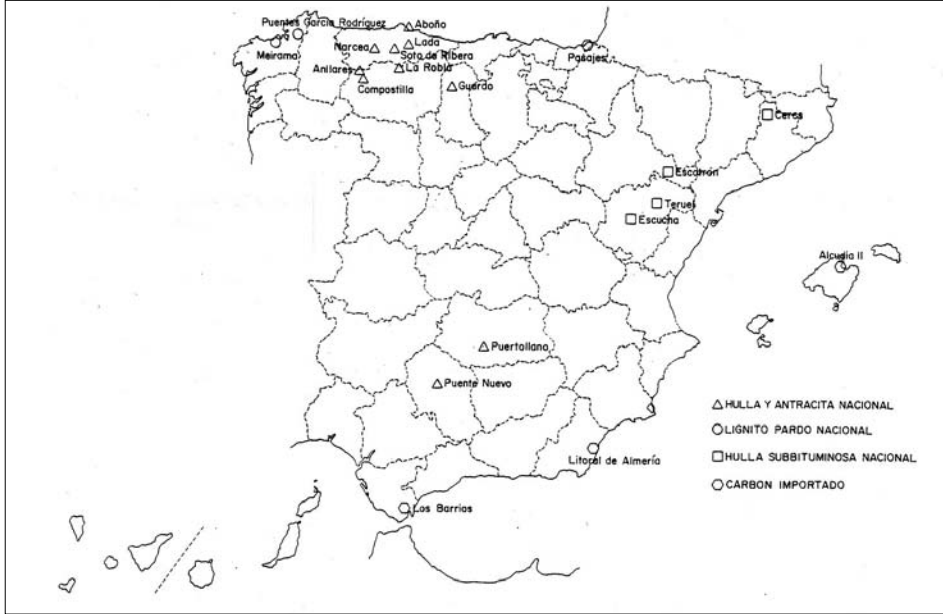 Puentes García Rodríguez
Aboño
Meirama
Narcea
Lada
Soto de Ribera
Pasajes
Anllares
La Robla
Compostilla
Guardo
Cercs
Escatrón
Teruel
Escucha
Alcudia II
Puertollano
Puente Nuevo
Litoral de Almería
Los Barrios
HULLA Y ANTRACITA NACIONAL
LIGNITO PARDO NACIONAL
HULLA SUBBITUMINOSA NACIONAL
CARBON IMPORTADO